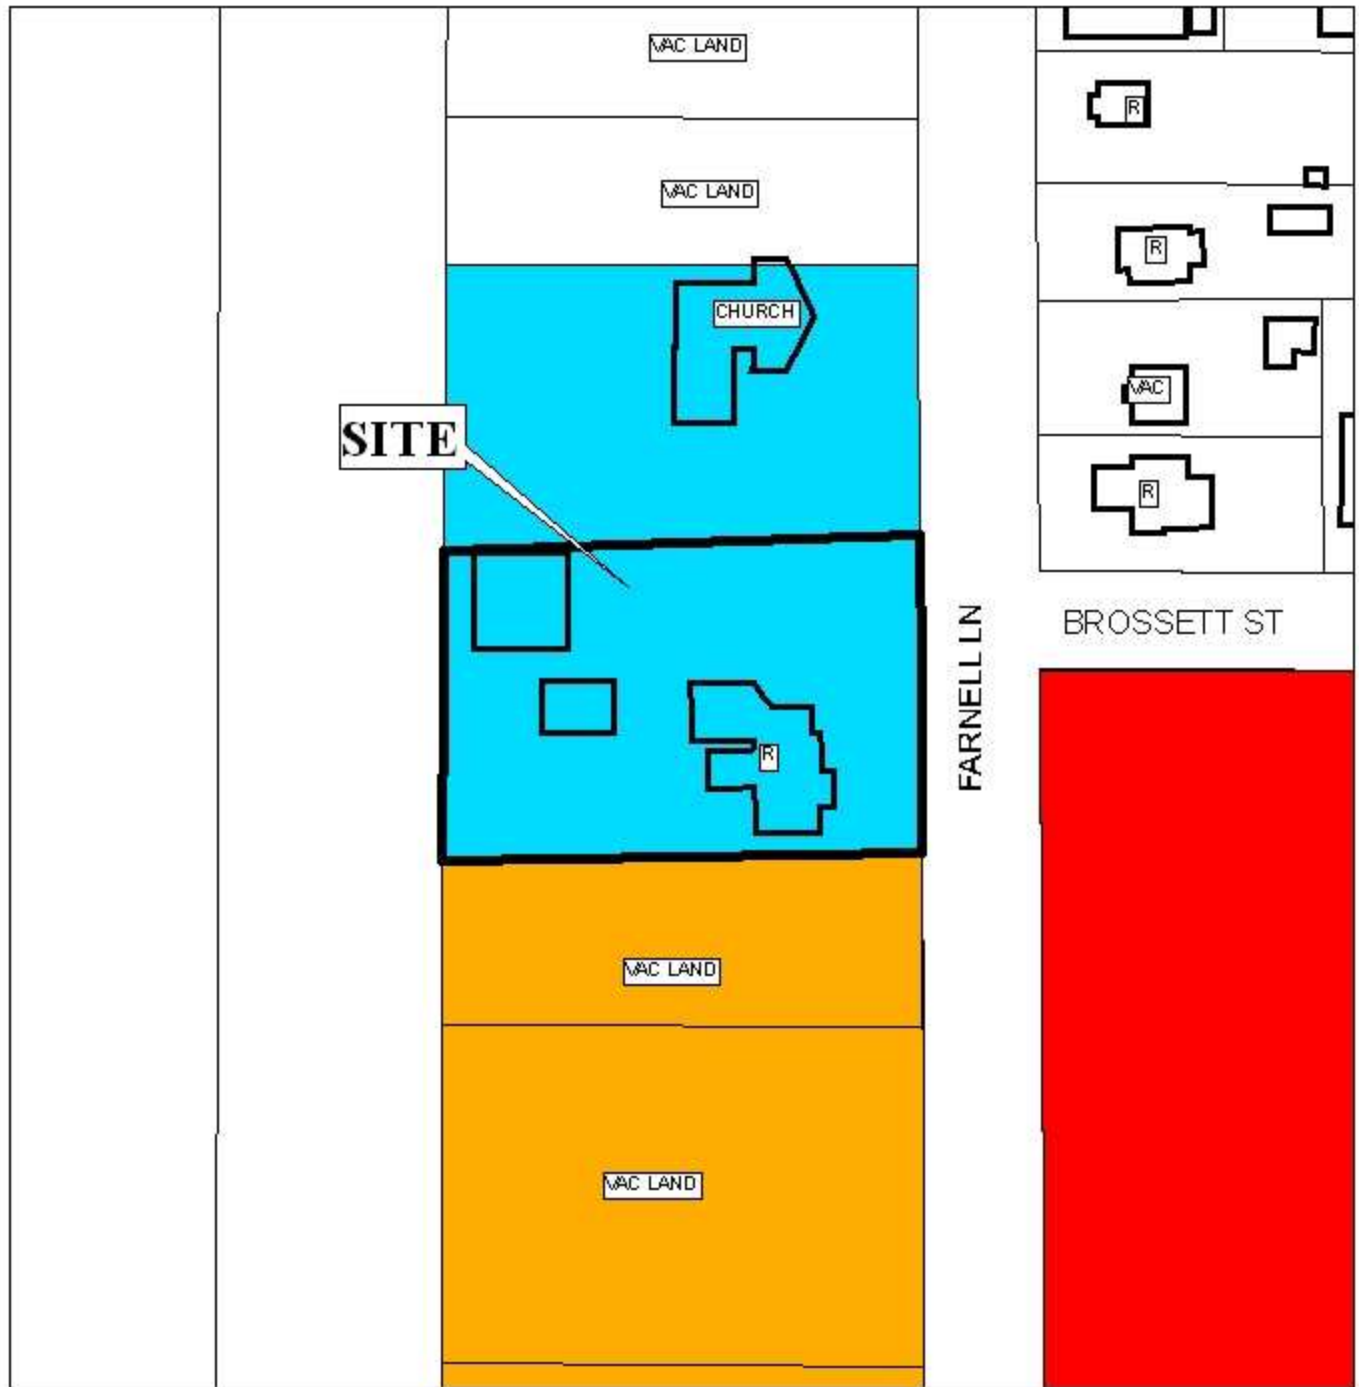 VAC LAND
R
VAC LAND
R
CHURCH
VAC
SITE
R
BROSSETT ST
FARNELL LN
R
VAC LAND
VAC LAND